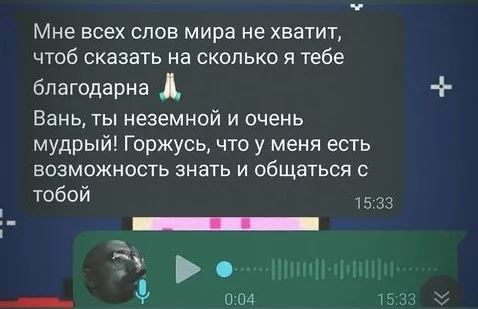 Мне всех слов мира не хватит,
чтоб сказать на сколько я тебе
благодарна 🙏🏻
Вань, ты неземной и очень
мудрый! Горжусь, что у меня есть
возможность знать и общаться с
тобой
15:33
0:04 15:33